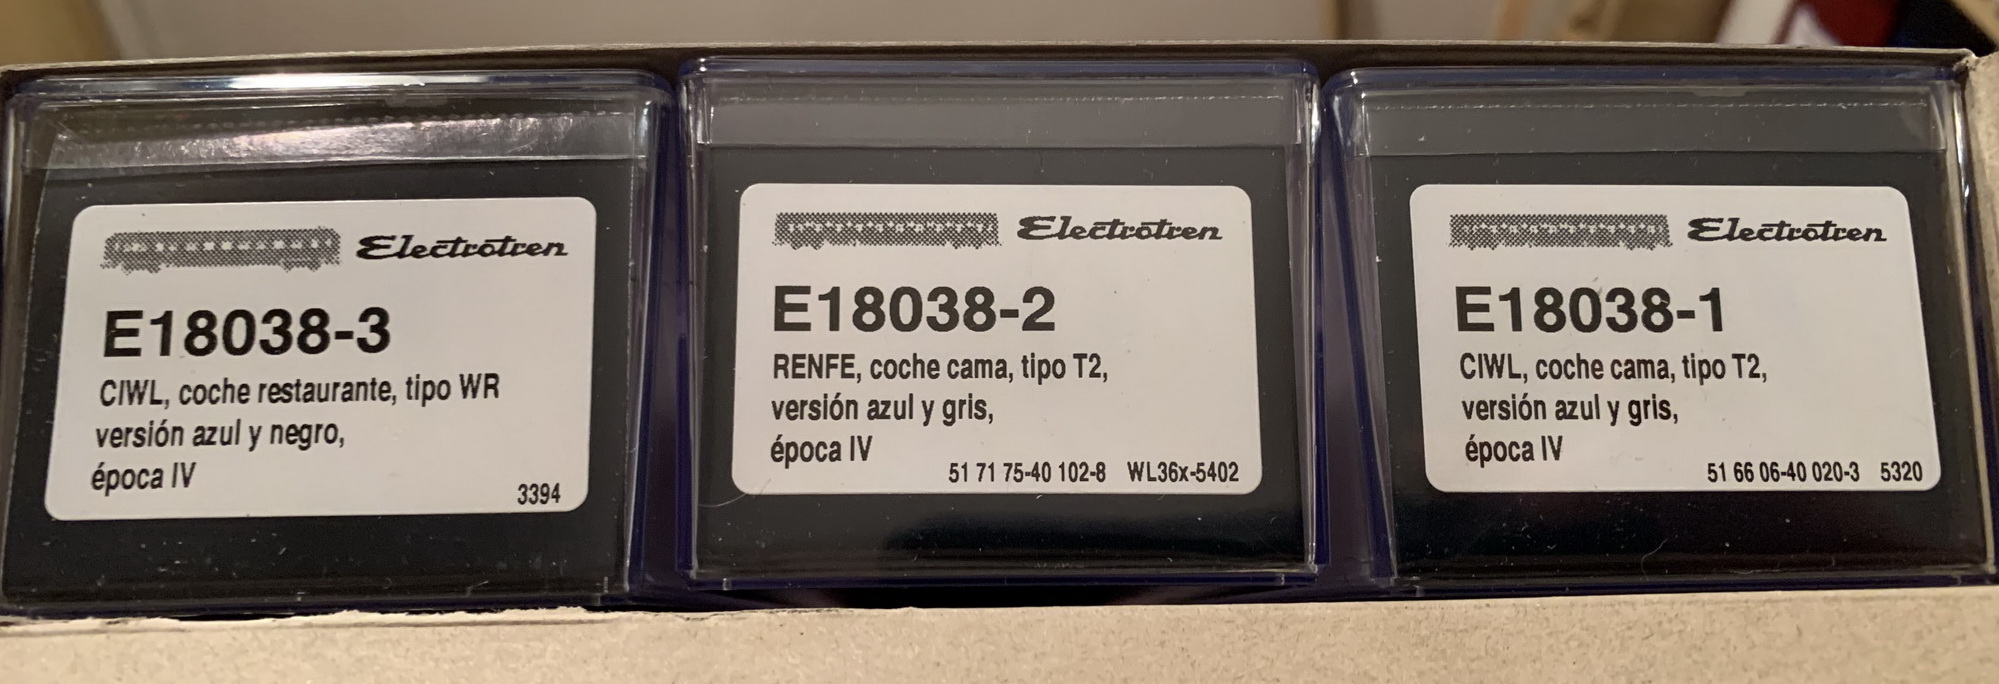 Electrotren
E18038-3
CIWL, coche restaurante, tipo WR
versión azul y negro,
época IV
3394
Electrotren
E18038-2
RENFE, coche cama, tipo T2,
versión azul y gris,
época IV
51 71 75-40 102-8 WL36x-5402
Electrotren
E18038-1
CIWL, coche cama, tipo T2,
versión azul y gris,
época IV
51 66 06-40 020-3 5320